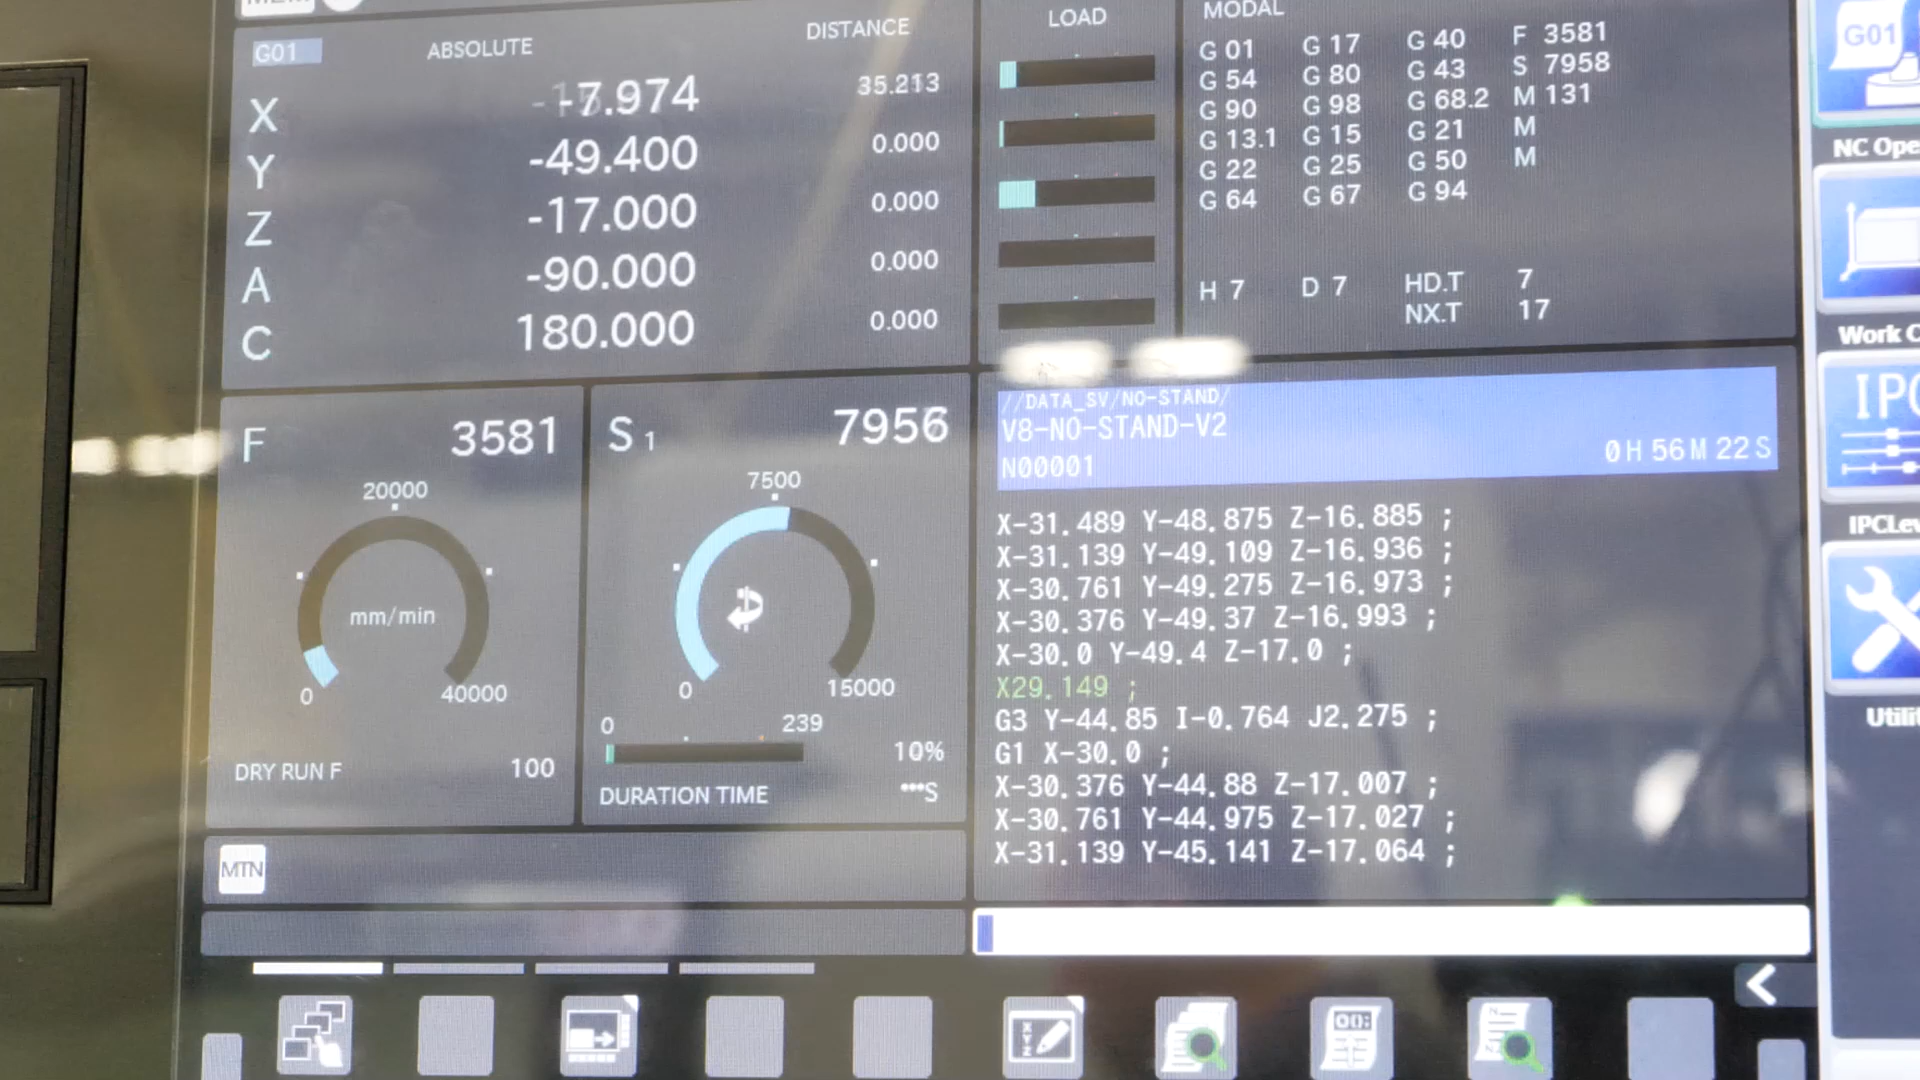 G01
ABSOLUTE
DISTANCE
X -7.974
Y -49.400 0.000
Z -17.000 0.000
A -90.000 0.000
C 180.000 0.000
LOAD
MODAL
G 01 G 17 G 40 F 3581
G 54 G 80 G 43 S 7958
G 90 G 98 G 68.2 M 131
G 13.1 G 15 G 21 M
G 22 G 25 G 50 M
G 64 G 67 G 94
H 7 D 7 HD.T 7
NX.T 17
F 3581
20000
mm/min
0 40000
DRY RUN F 100
S 1 7956
7500
0 15000
0 239
10%
DURATION TIME ***S
MTN
//DATA_SV/NO-STAND/
V8-NO-STAND-V2
N00001 0H 56M 22S
X-31.489 Y-48.875 Z-16.885 ;
X-31.139 Y-49.109 Z-16.936 ;
X-30.761 Y-49.275 Z-16.973 ;
X-30.376 Y-49.37 Z-16.993 ;
X-30.0 Y-49.4 Z-17.0 ;
X29.149 ;
G3 Y-44.85 I-0.764 J2.275 ;
G1 X-30.0 ;
X-30.376 Y-44.88 Z-17.007 ;
X-30.761 Y-44.975 Z-17.027 ;
X-31.139 Y-45.141 Z-17.064 ;
G01
NC Ope
Work C
IPC
IPCLev
Utili
XYZ